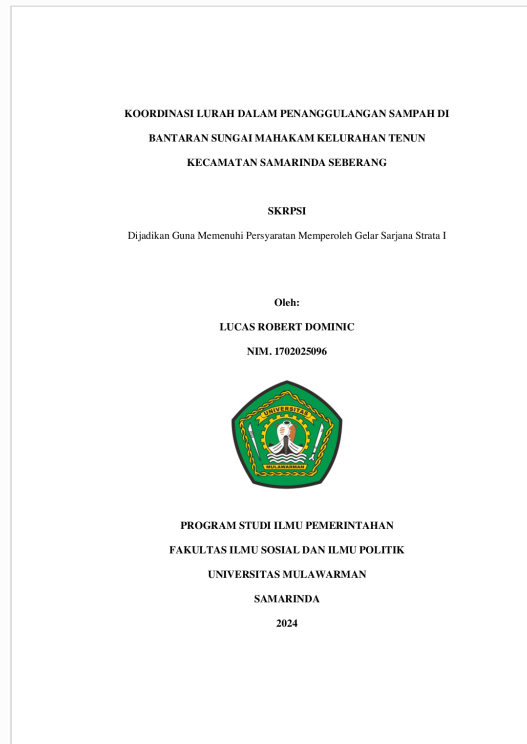 KOORDINASI LURAH DALAM PENANGGULANGAN SAMPAH DI
BANTARAN SUNGAI MAHAKAM KELURAHAN TENUN
KECAMATAN SAMARINDA SEBERANG
SKRPSI
Dijadikan Guna Memenuhi Persyaratan Memperoleh Gelar Sarjana Strata I
Oleh:
LUCAS ROBERT DOMINIC
NIM. 1702025096
UNIVERSITAS
MULAWARMAN
PROGRAM STUDI ILMU PEMERINTAHAN
FAKULTAS ILMU SOSIAL DAN ILMU POLITIK
UNIVERSITAS MULAWARMAN
SAMARINDA
2024